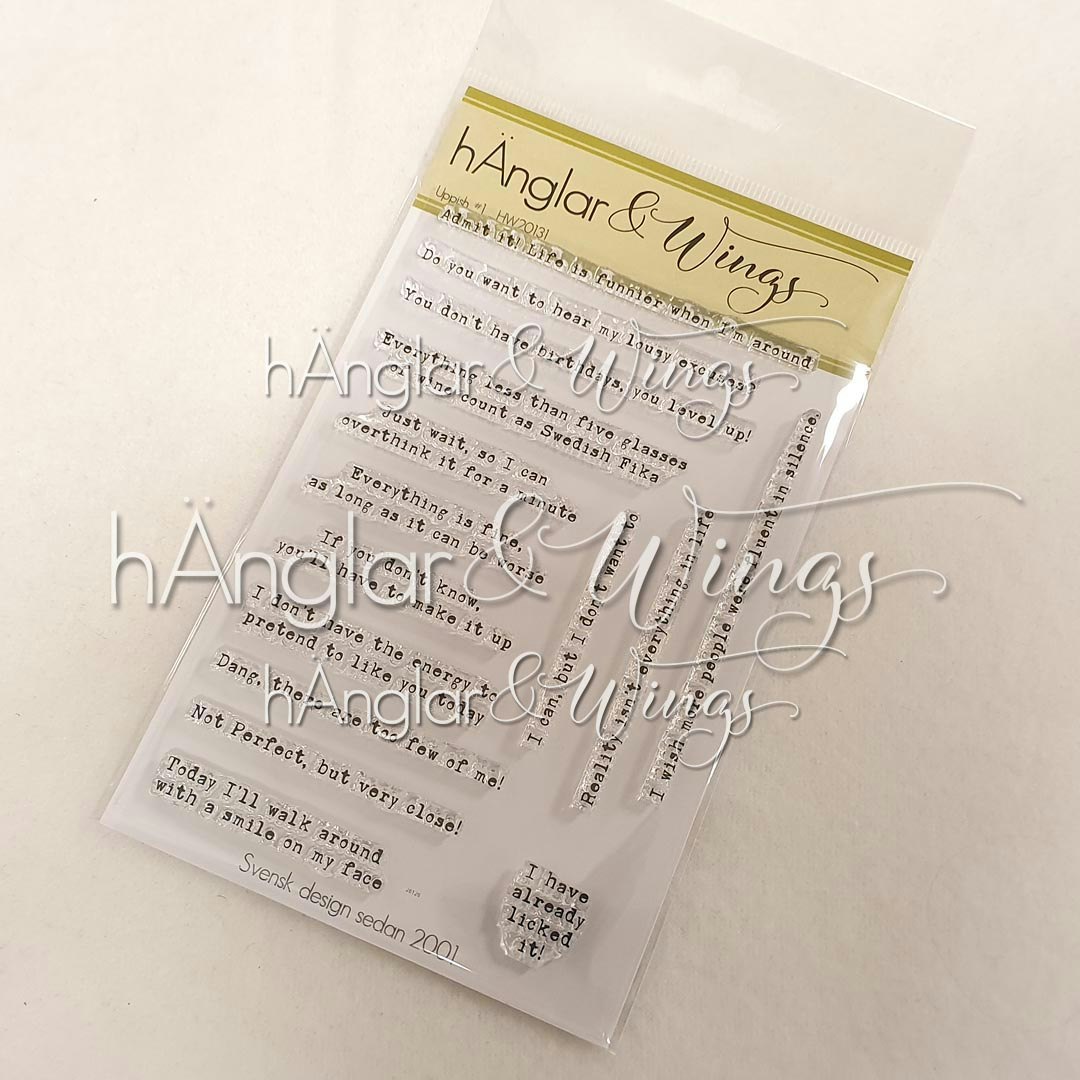 hÄnglar & Wings
Uppish #1 HW20131
Admit it! Life is funnier when I'm around
Do you want to hear my lousy excuses?
You don't have birthdays, you level up!
Everything less than five glasses
of wine count as Swedish Fika
Just wait, so I can
overthink it for a minute
Everything is fine,
as long as it can be worse
If you don't know,
you'll have to make it up
I don't have the energy to
pretend to like you today
Dang, there are too few of me!
Not Perfect, but very close!
Today I'll walk around
with a smile on my face
I can, but I don't want to
Reality isn't everything in life
I wish more people were fluent in silence.
I have
already
licked
it!
Svensk design sedan 2001
hÄnglar & Wings
hÄnglar & Wings
hÄnglar & Wings